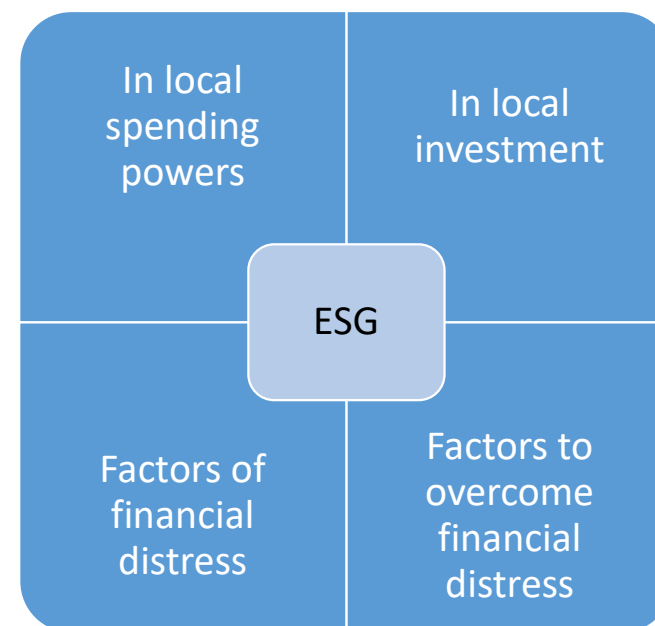 In local
spending
powers
In local
investment
ESG
Factors of
financial
distress
Factors to
overcome
financial
distress